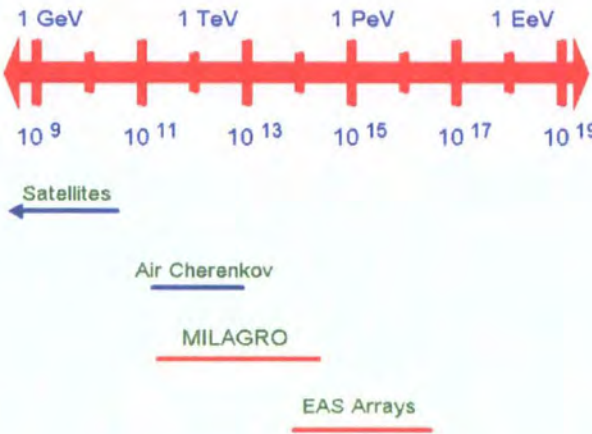 1 GeV 1 TeV 1 PeV 1 EeV
10 9 10 11 10 13 10 15 10 17 10 19
Satellites
Air Cherenkov
MILAGRO
EAS Arrays